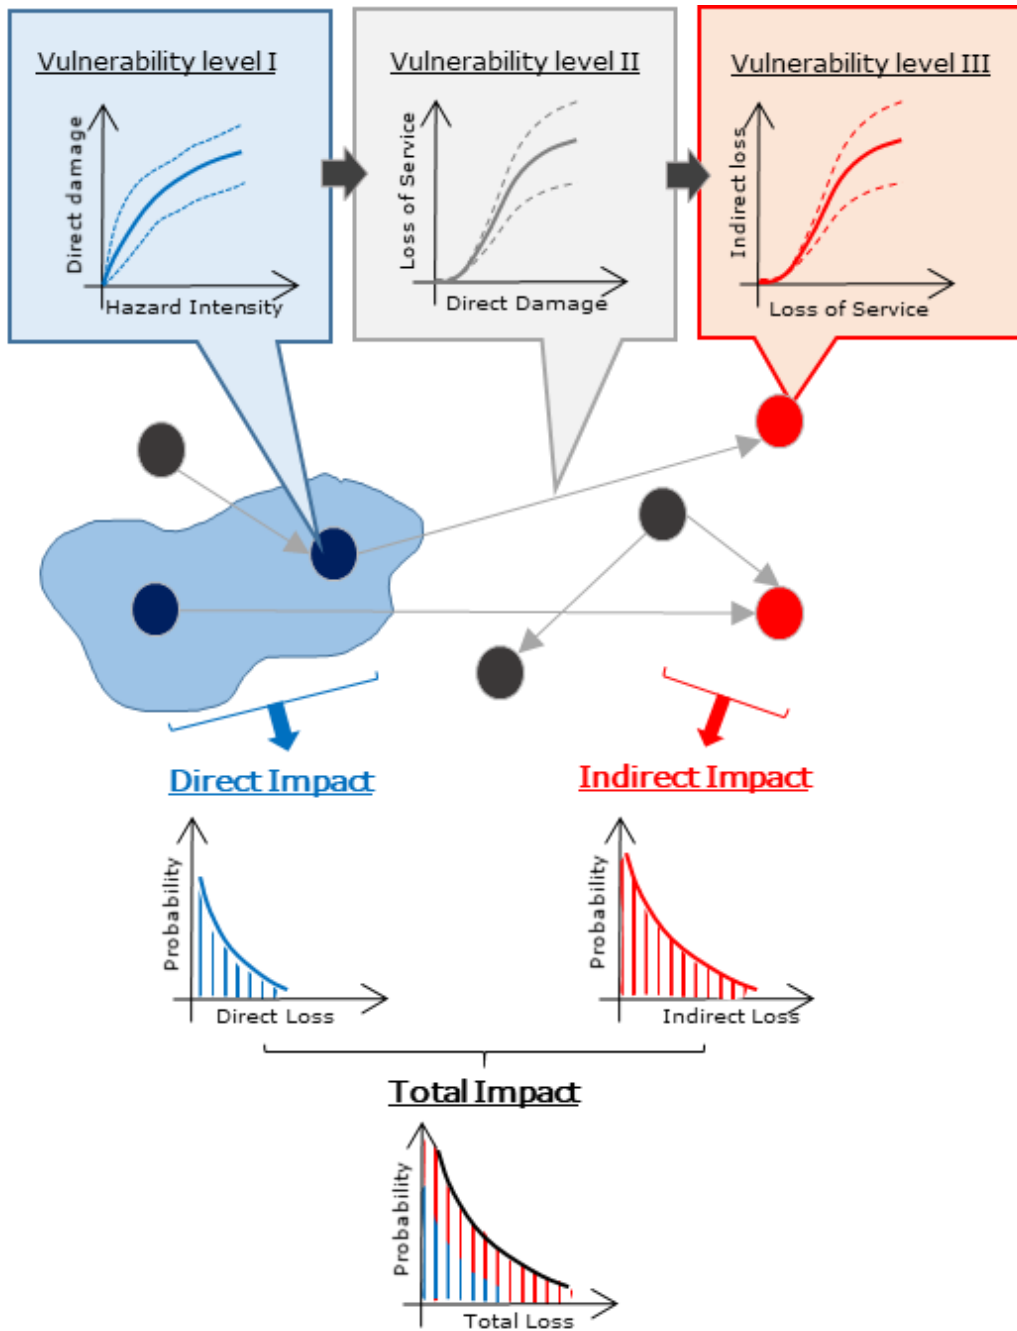 Vulnerability level I
Vulnerability level II
Vulnerability level III
Direct damage
Hazard Intensity
Loss of Service
Direct Damage
Indirect loss
Loss of Service
Direct Impact
Indirect Impact
Probability
Direct Loss
Probability
Indirect Loss
Total Impact
Probability
Total Loss